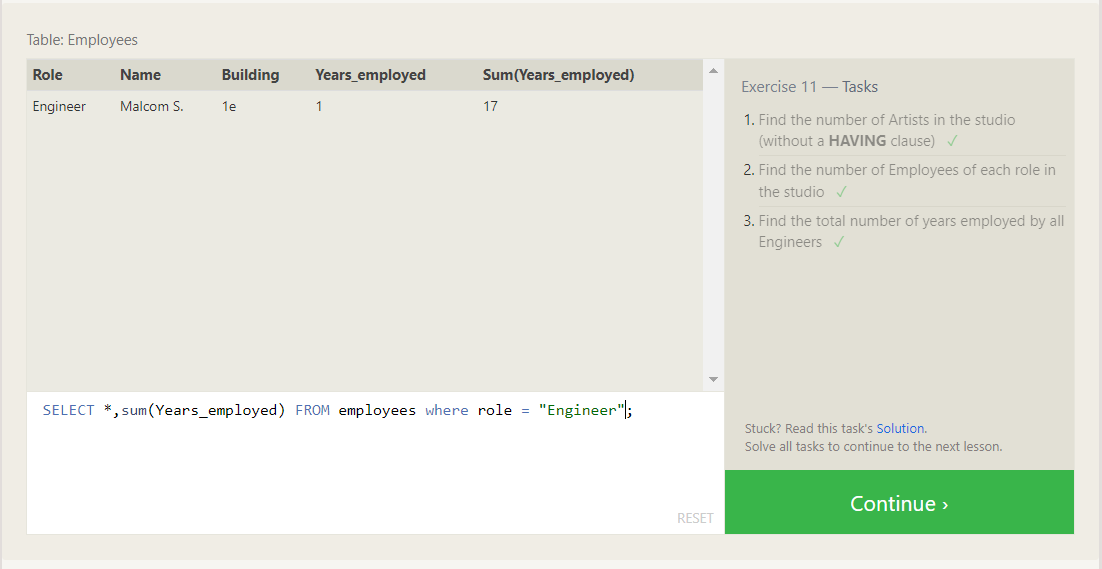 Table: Employees
Role Name Building Years_employed Sum(Years_employed)
Engineer Malcom S. 1e 1 17
SELECT *,sum(Years_employed) FROM employees where role = "Engineer";
RESET
Exercise 11 — Tasks
1. Find the number of Artists in the studio
(without a HAVING clause) ✓
2. Find the number of Employees of each role in
the studio ✓
3. Find the total number of years employed by all
Engineers ✓
Stuck? Read this task's Solution.
Solve all tasks to continue to the next lesson.
Continue ›